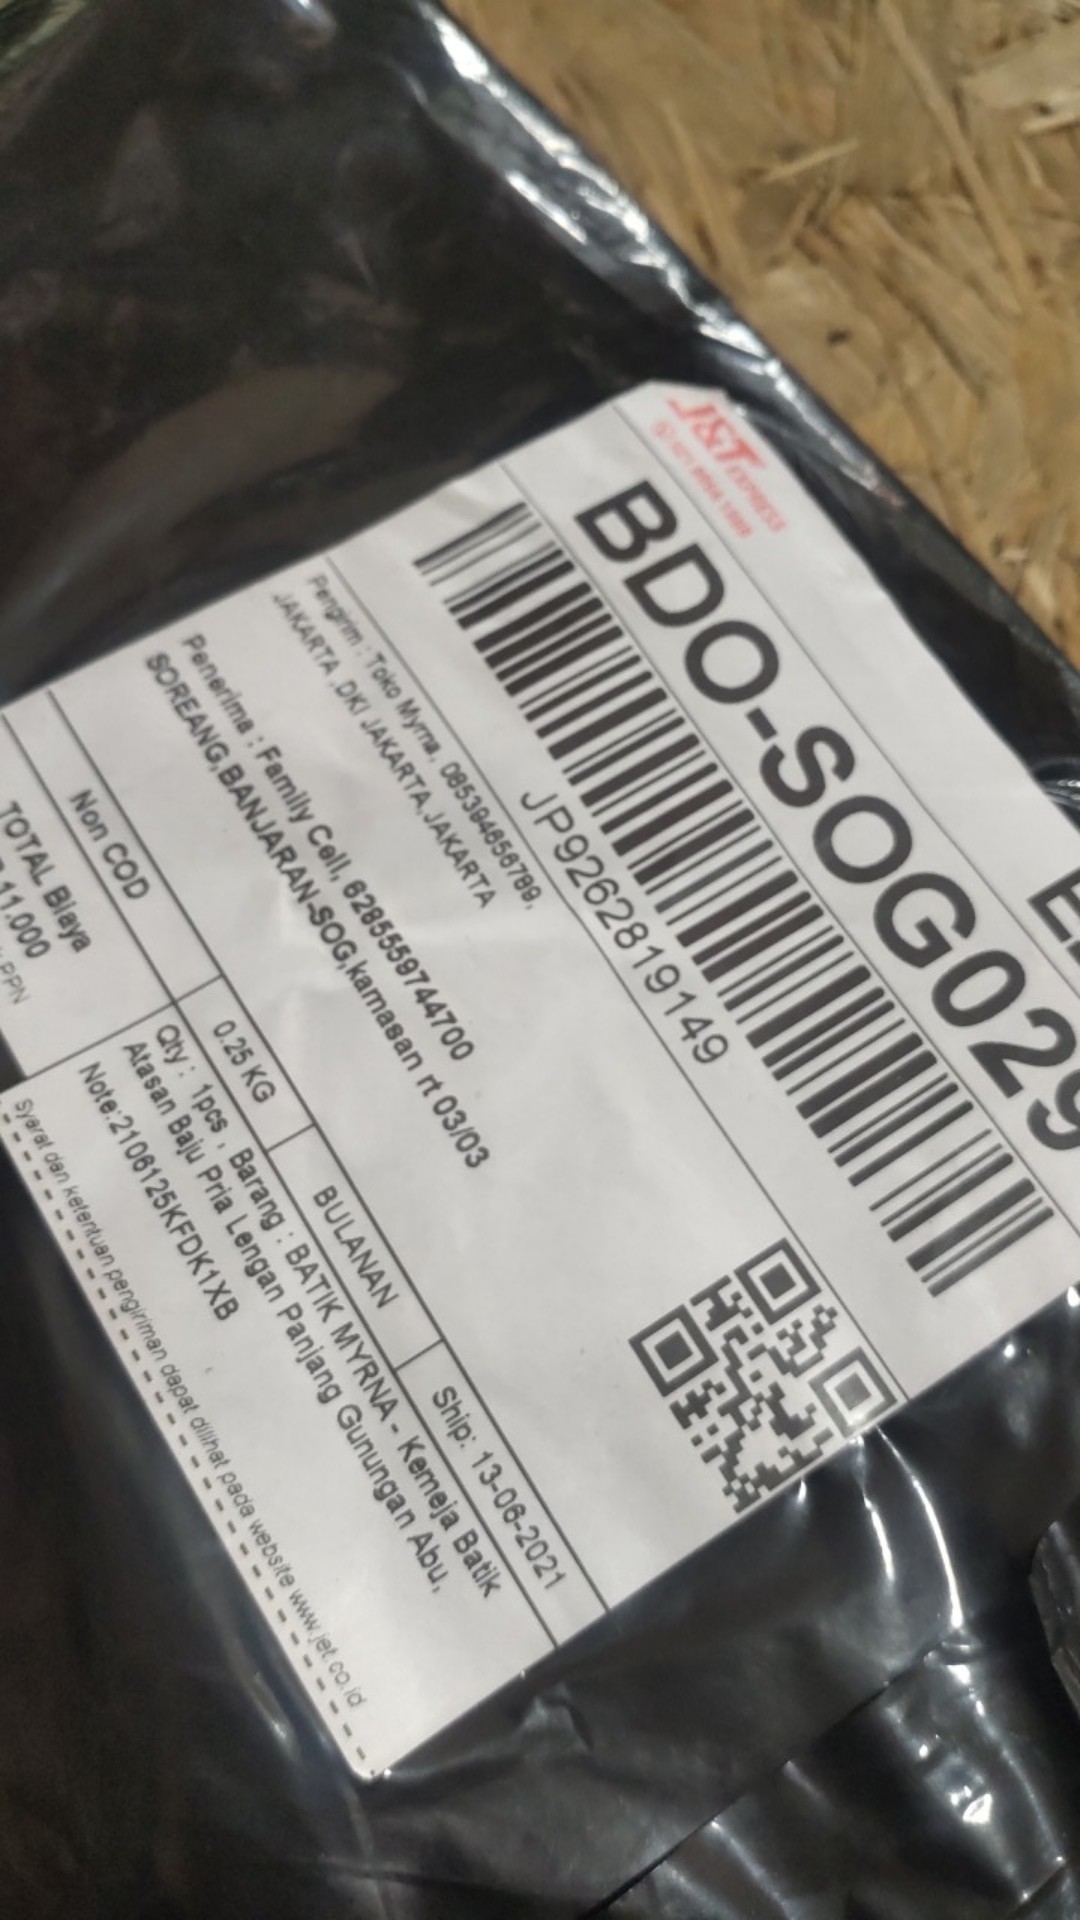 J&T EXPRESS
E
BDO-SOG029
JP9262819149
Pengirim : Toko Myrna, 085394656789,
JAKARTA ,DKI JAKARTA,JAKARTA
Penerima : Family Cell, 6285559744700
SOREANG,BANJARAN-SOG,kamasan rt 03/03
Non COD
0.25 KG
BULANAN
Ship: 13-06-2021
TOTAL Biaya
11.000
PPN
Qty : 1pcs ; Barang : BATIK MYRNA - Kemeja Batik
Atasan Baju Pria Lengan Panjang Gunungan Abu,
Note:2106125KFDK1XB
Syarat dan ketentuan pengiriman dapat dilihat pada website www.jet.co.id